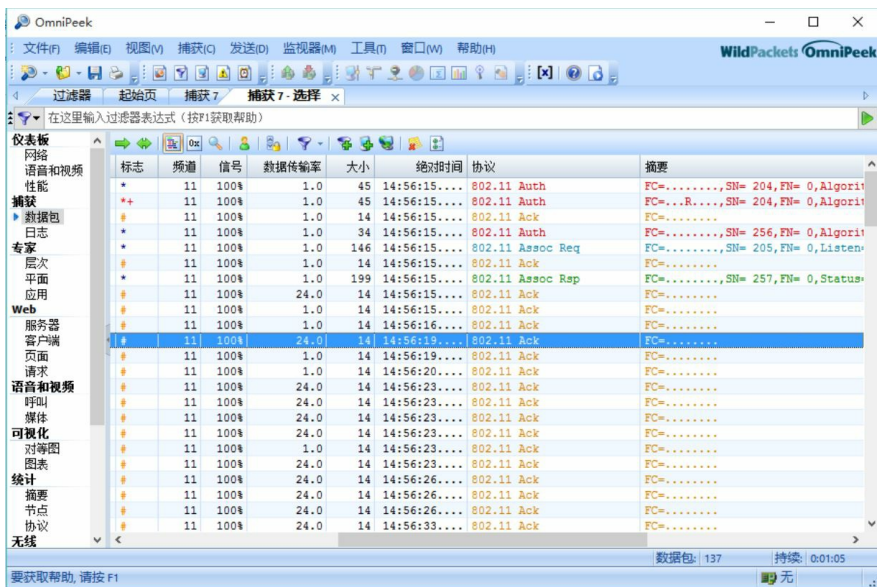 OmniPeek
文件(F) 编辑(E) 视图(V) 捕获(C) 发送(D) 监视器(M) 工具(T) 窗口(W) 帮助(H)
WildPackets OmniPeek
过滤器 起始页 捕获 7 捕获 7 - 选择
在这里输入过滤器表达式（按F1获取帮助）
仪表板
网络
语音和视频
性能
捕获
数据包
日志
专家
层次
平面
应用
Web
服务器
客户端
页面
请求
语音和视频
呼叫
媒体
可视化
对等图
图表
统计
摘要
节点
协议
无线
标志 频道 信号 数据传输率 大小 绝对时间 协议 摘要
* 11 100% 1.0 45 14:56:15.... 802.11 Auth FC=........,SN= 204,FN= 0,Algorit
*+ 11 100% 1.0 45 14:56:15.... 802.11 Auth FC=...R....,SN= 204,FN= 0,Algorit
# 11 100% 1.0 14 14:56:15.... 802.11 Ack FC=........
* 11 100% 1.0 34 14:56:15.... 802.11 Auth FC=........,SN= 256,FN= 0,Algorit
* 11 100% 1.0 146 14:56:15.... 802.11 Assoc Req FC=........,SN= 205,FN= 0,Listen
# 11 100% 1.0 14 14:56:15.... 802.11 Ack FC=........
* 11 100% 1.0 199 14:56:15.... 802.11 Assoc Rsp FC=........,SN= 257,FN= 0,Status
# 11 100% 24.0 14 14:56:15.... 802.11 Ack FC=........
# 11 100% 1.0 14 14:56:15.... 802.11 Ack FC=........
# 11 100% 1.0 14 14:56:16.... 802.11 Ack FC=........
# 11 100% 24.0 14 14:56:19.... 802.11 Ack FC=........
# 11 100% 1.0 14 14:56:19.... 802.11 Ack FC=........
# 11 100% 1.0 14 14:56:20.... 802.11 Ack FC=........
# 11 100% 24.0 14 14:56:23.... 802.11 Ack FC=........
# 11 100% 24.0 14 14:56:23.... 802.11 Ack FC=........
# 11 100% 24.0 14 14:56:23.... 802.11 Ack FC=........
# 11 100% 24.0 14 14:56:23.... 802.11 Ack FC=........
# 11 100% 1.0 14 14:56:23.... 802.11 Ack FC=........
# 11 100% 24.0 14 14:56:23.... 802.11 Ack FC=........
# 11 100% 24.0 14 14:56:26.... 802.11 Ack FC=........
# 11 100% 24.0 14 14:56:26.... 802.11 Ack FC=........
# 11 100% 24.0 14 14:56:26.... 802.11 Ack FC=........
# 11 100% 24.0 14 14:56:33.... 802.11 Ack FC=........
数据包: 137 持续: 0:01:05
要获取帮助, 请按 F1 无